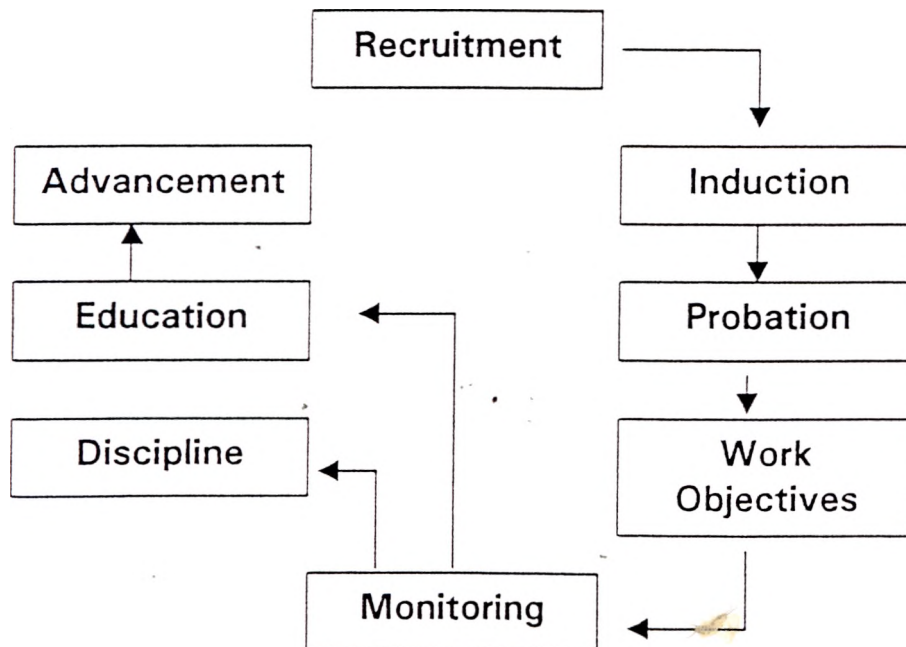 Recruitment
Advancement
Induction
Education
Probation
Discipline
Work
Objectives
Monitoring